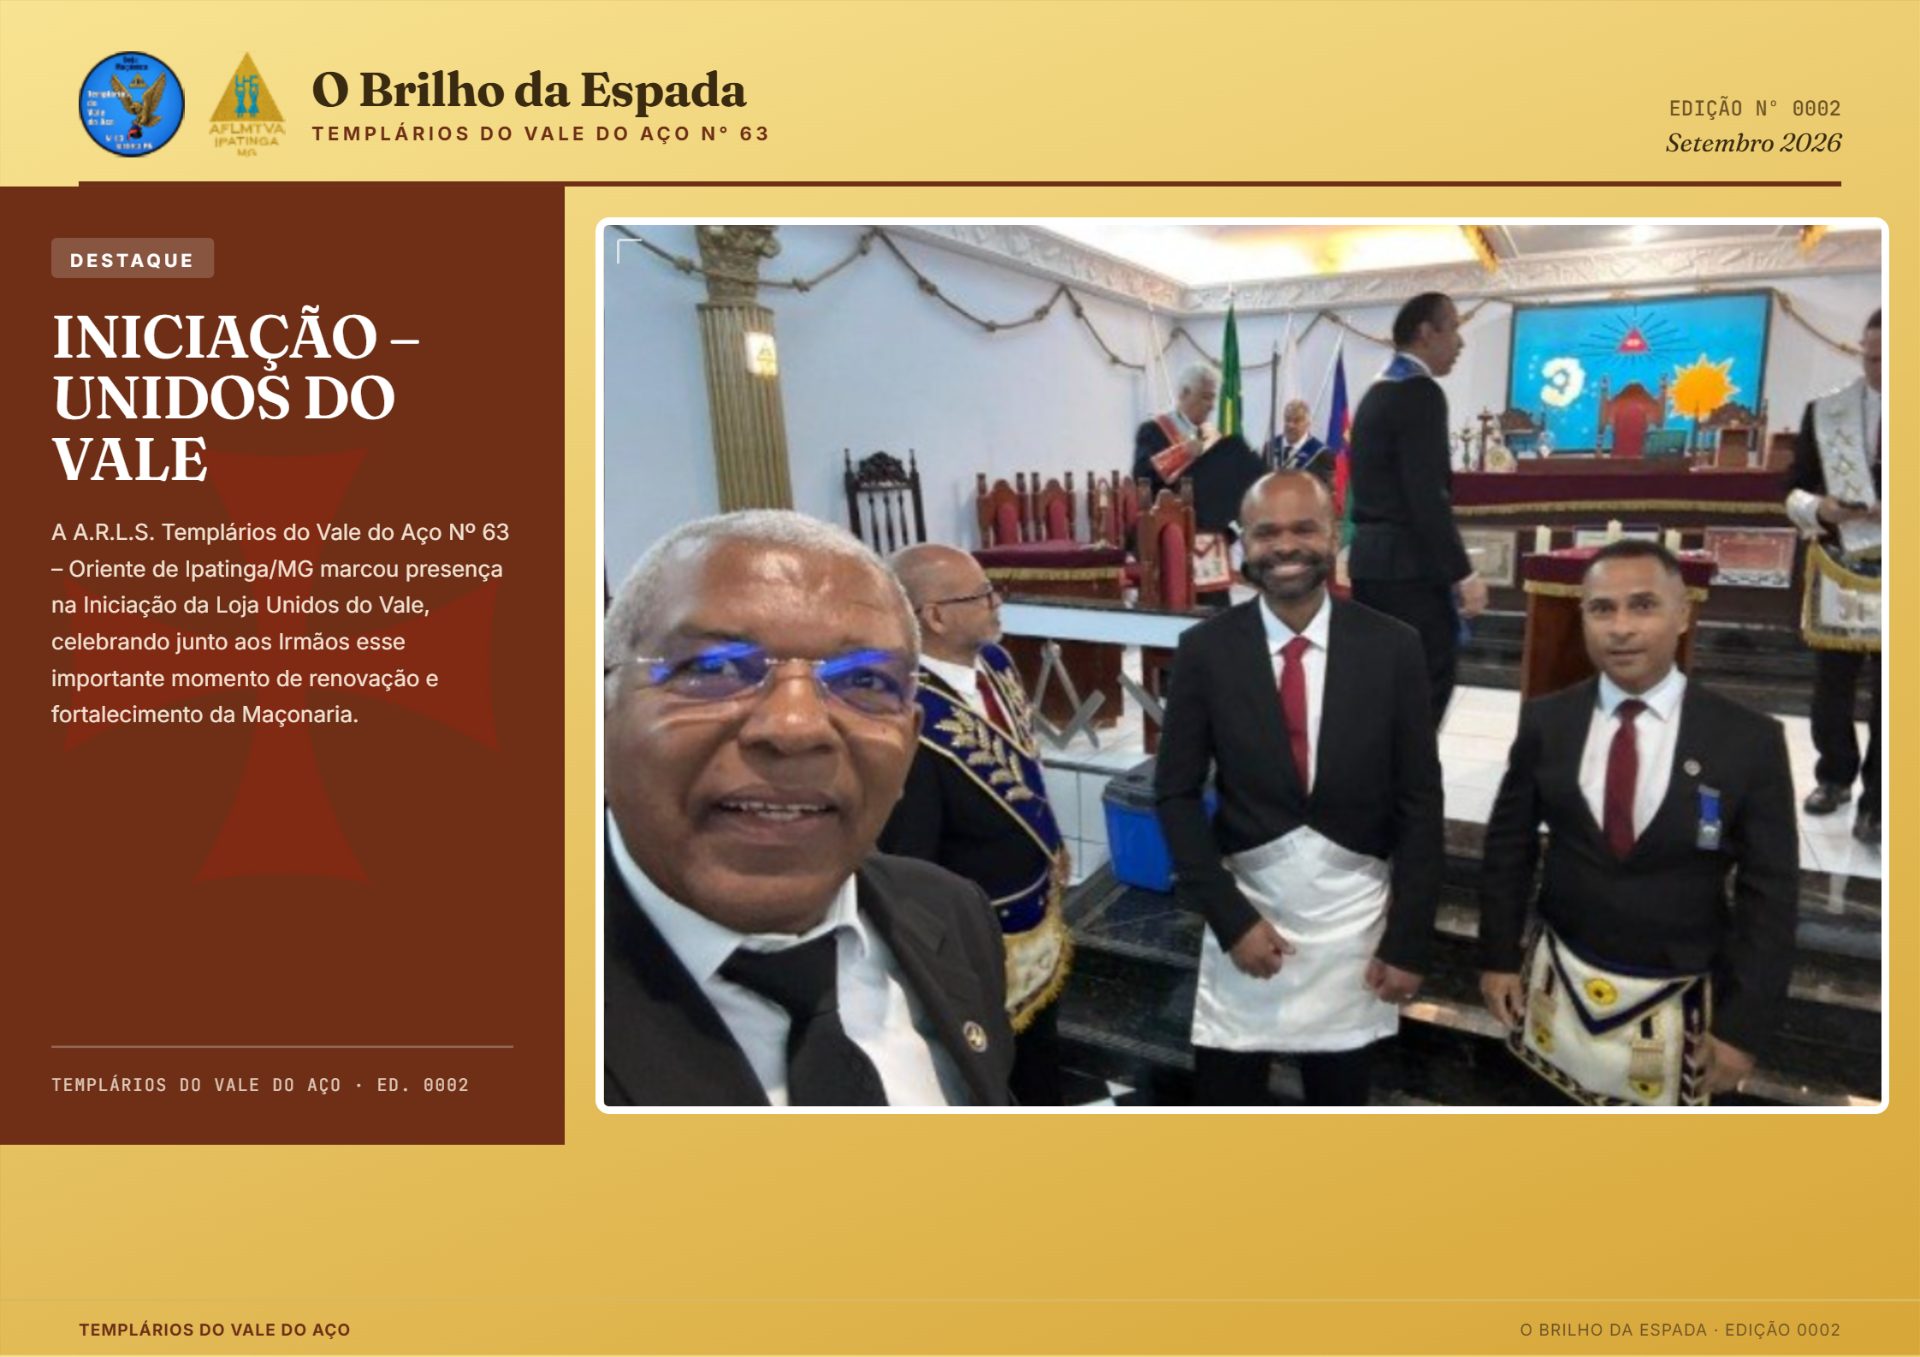 AFLMTVA
IPATINGA
MG
O Brilho da Espada
TEMPLÁRIOS DO VALE DO AÇO N° 63
EDIÇÃO N° 0002
Setembro 2026
DESTAQUE
INICIAÇÃO –
UNIDOS DO
VALE
A A.R.L.S. Templários do Vale do Aço Nº 63
– Oriente de Ipatinga/MG marcou presença
na Iniciação da Loja Unidos do Vale,
celebrando junto aos Irmãos esse
importante momento de renovação e
fortalecimento da Maçonaria.
TEMPLÁRIOS DO VALE DO AÇO · ED. 0002
TEMPLÁRIOS DO VALE DO AÇO
O BRILHO DA ESPADA · EDIÇÃO 0002